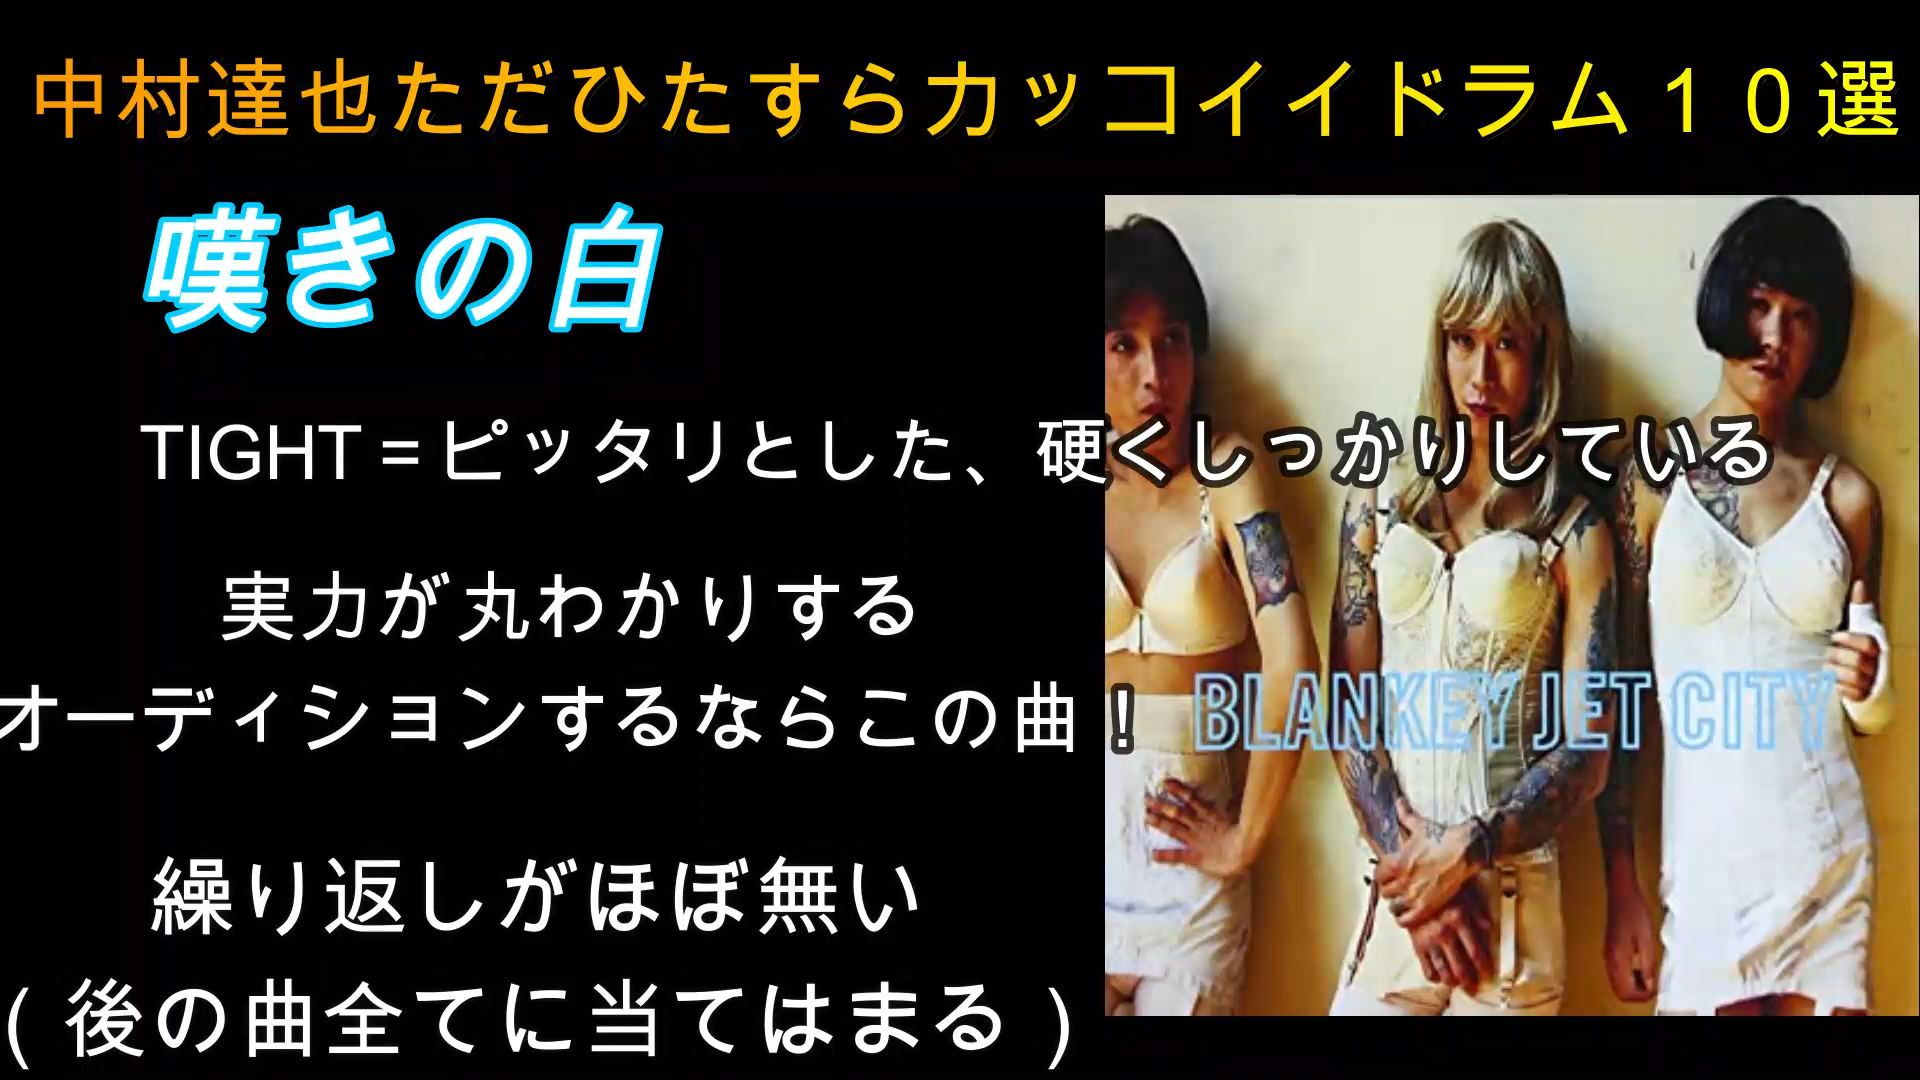 中村達也ただひたすらカッコイイドラム１０選
嘆きの白
TIGHT＝ピッタリとした、硬くしっかりしている
実力が丸わかりする
オーディションするならこの曲！
BLANKEY JET CITY
繰り返しがほぼ無い
（後の曲全てに当てはまる）